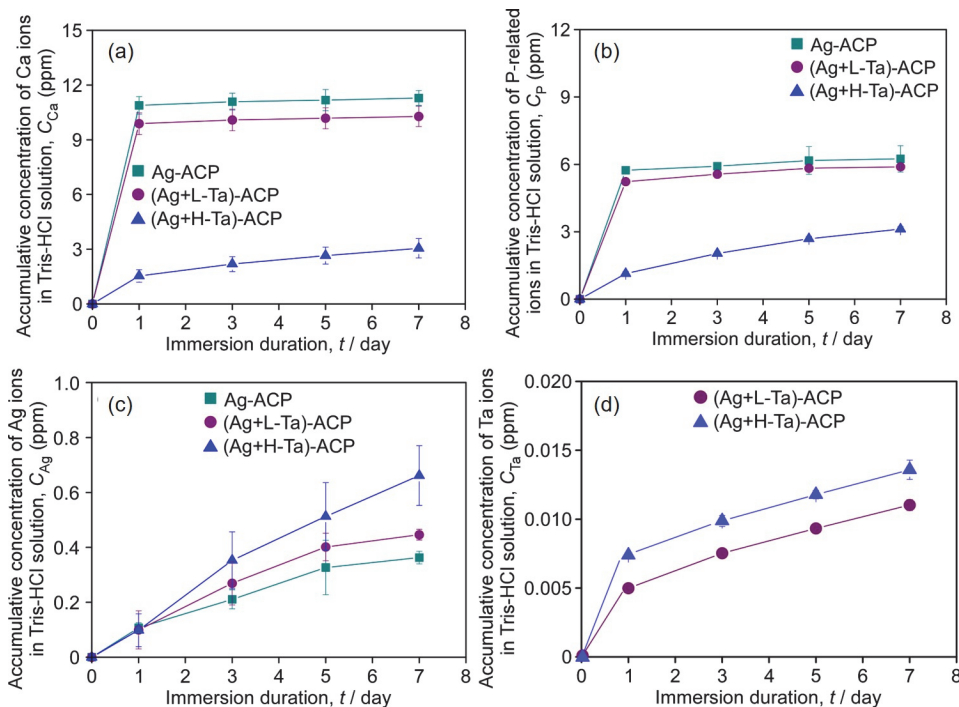 Accumulative concentration of Ca ions
in Tris-HCl solution, C_Ca (ppm)
15
12
9
6
3
0
(a)
Ag-ACP
(Ag+L-Ta)-ACP
(Ag+H-Ta)-ACP
0 1 2 3 4 5 6 7 8
Immersion duration, t / day
Accumulative concentration of P-related
ions in Tris-HCl solution, C_P (ppm)
12
9
6
3
0
(b)
Ag-ACP
(Ag+L-Ta)-ACP
(Ag+H-Ta)-ACP
0 1 2 3 4 5 6 7 8
Immersion duration, t / day
Accumulative concentration of Ag ions
in Tris-HCl solution, C_Ag (ppm)
1.0
0.8
0.6
0.4
0.2
0
(c)
Ag-ACP
(Ag+L-Ta)-ACP
(Ag+H-Ta)-ACP
0 1 2 3 4 5 6 7 8
Immersion duration, t / day
Accumulative concentration of Ta ions
in Tris-HCl solution, C_Ta (ppm)
0.020
0.015
0.010
0.005
0.000
(d)
(Ag+L-Ta)-ACP
(Ag+H-Ta)-ACP
0 1 2 3 4 5 6 7 8
Immersion duration, t / day